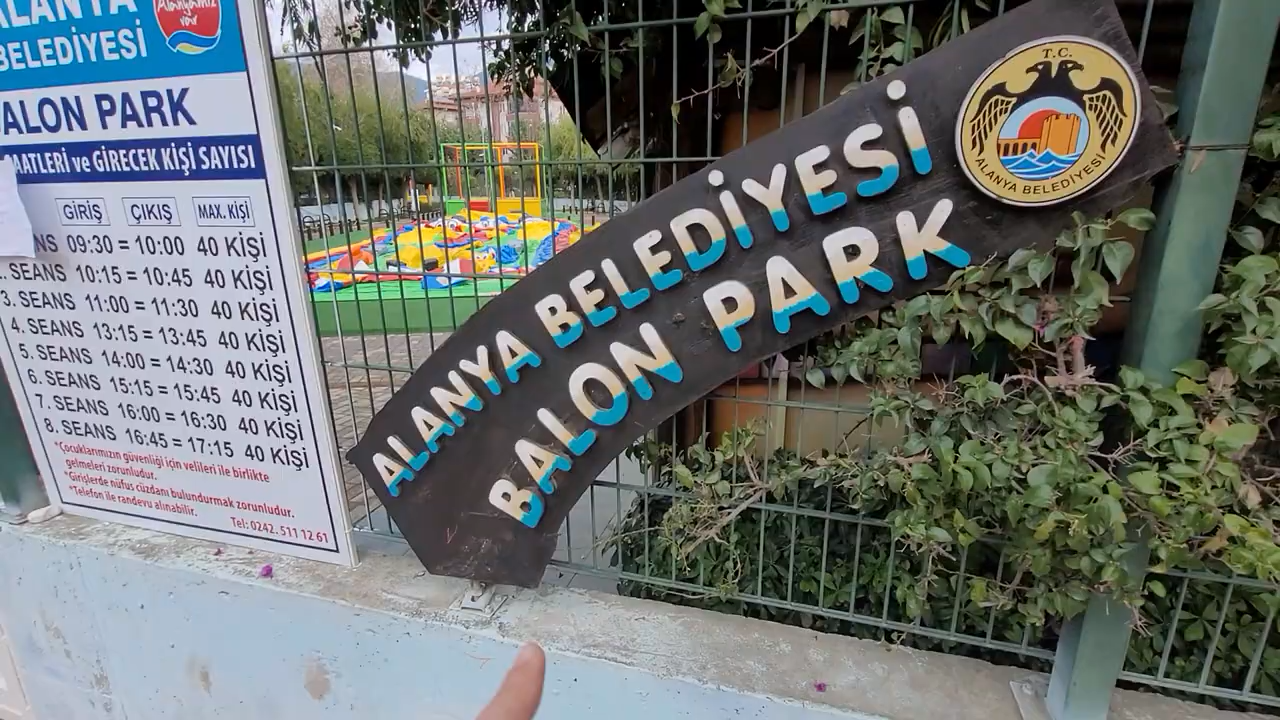 ALANYA
BELEDİYESİ
Alanyamız
var
ALON PARK
SAATLERİ ve GİRECEK KİŞİ SAYISI
GİRİŞ ÇIKIŞ MAX. KİŞİ
NS 09:30 = 10:00 40 KİŞİ
. SEANS 10:15 = 10:45 40 KİŞİ
3. SEANS 11:00 = 11:30 40 KİŞİ
4. SEANS 13:15 = 13:45 40 KİŞİ
5. SEANS 14:00 = 14:30 40 KİŞİ
6. SEANS 15:15 = 15:45 40 KİŞİ
7. SEANS 16:00 = 16:30 40 KİŞİ
8. SEANS 16:45 = 17:15 40 KİŞİ
*Çocuklarımızın güvenliği için velileri ile birlikte
gelmeleri zorunludur.
*Girişlerde nüfus cüzdanı bulundurmak zorunludur.
*Telefon ile randevu alınabilir.
Tel: 0242. 511 12 61
ALANYA BELEDİYESİ
BALON PARK
T.C.
ALANYA BELEDİYESİ